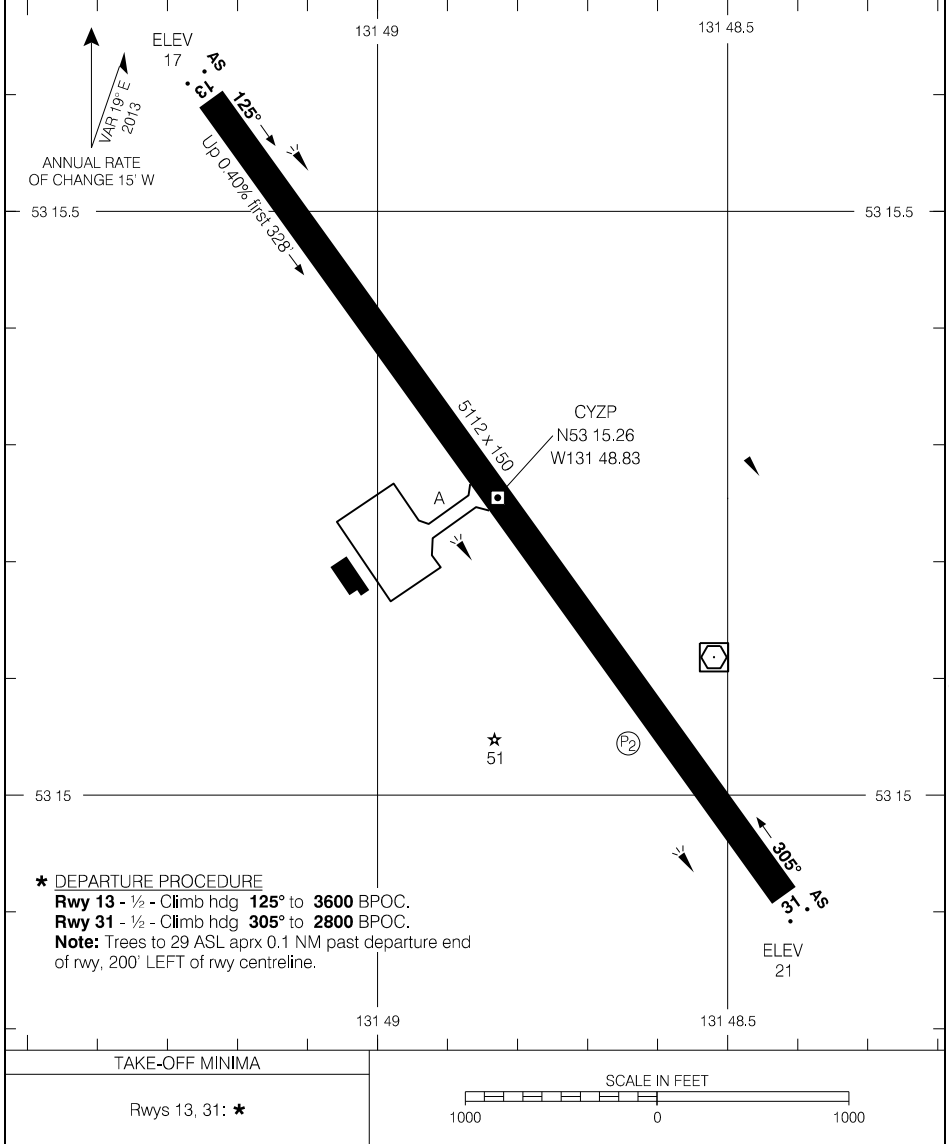 131 49
131 48.5
ELEV
17
AS
13
125°
VAR 19° E
2013
ANNUAL RATE
OF CHANGE 15' W
Up 0.40% first 328'
53 15.5
53 15.5
5112 x 150
CYZP
N53 15.26
W131 48.83
A
51
P2
53 15
53 15
305°
31
AS
ELEV
21
★ DEPARTURE PROCEDURE
Rwy 13 - ½ - Climb hdg 125° to 3600 BPOC.
Rwy 31 - ½ - Climb hdg 305° to 2800 BPOC.
Note: Trees to 29 ASL aprx 0.1 NM past departure end
of rwy, 200' LEFT of rwy centreline.
131 49
131 48.5
TAKE-OFF MINIMA
Rwys 13, 31: ★
SCALE IN FEET
1000 0 1000